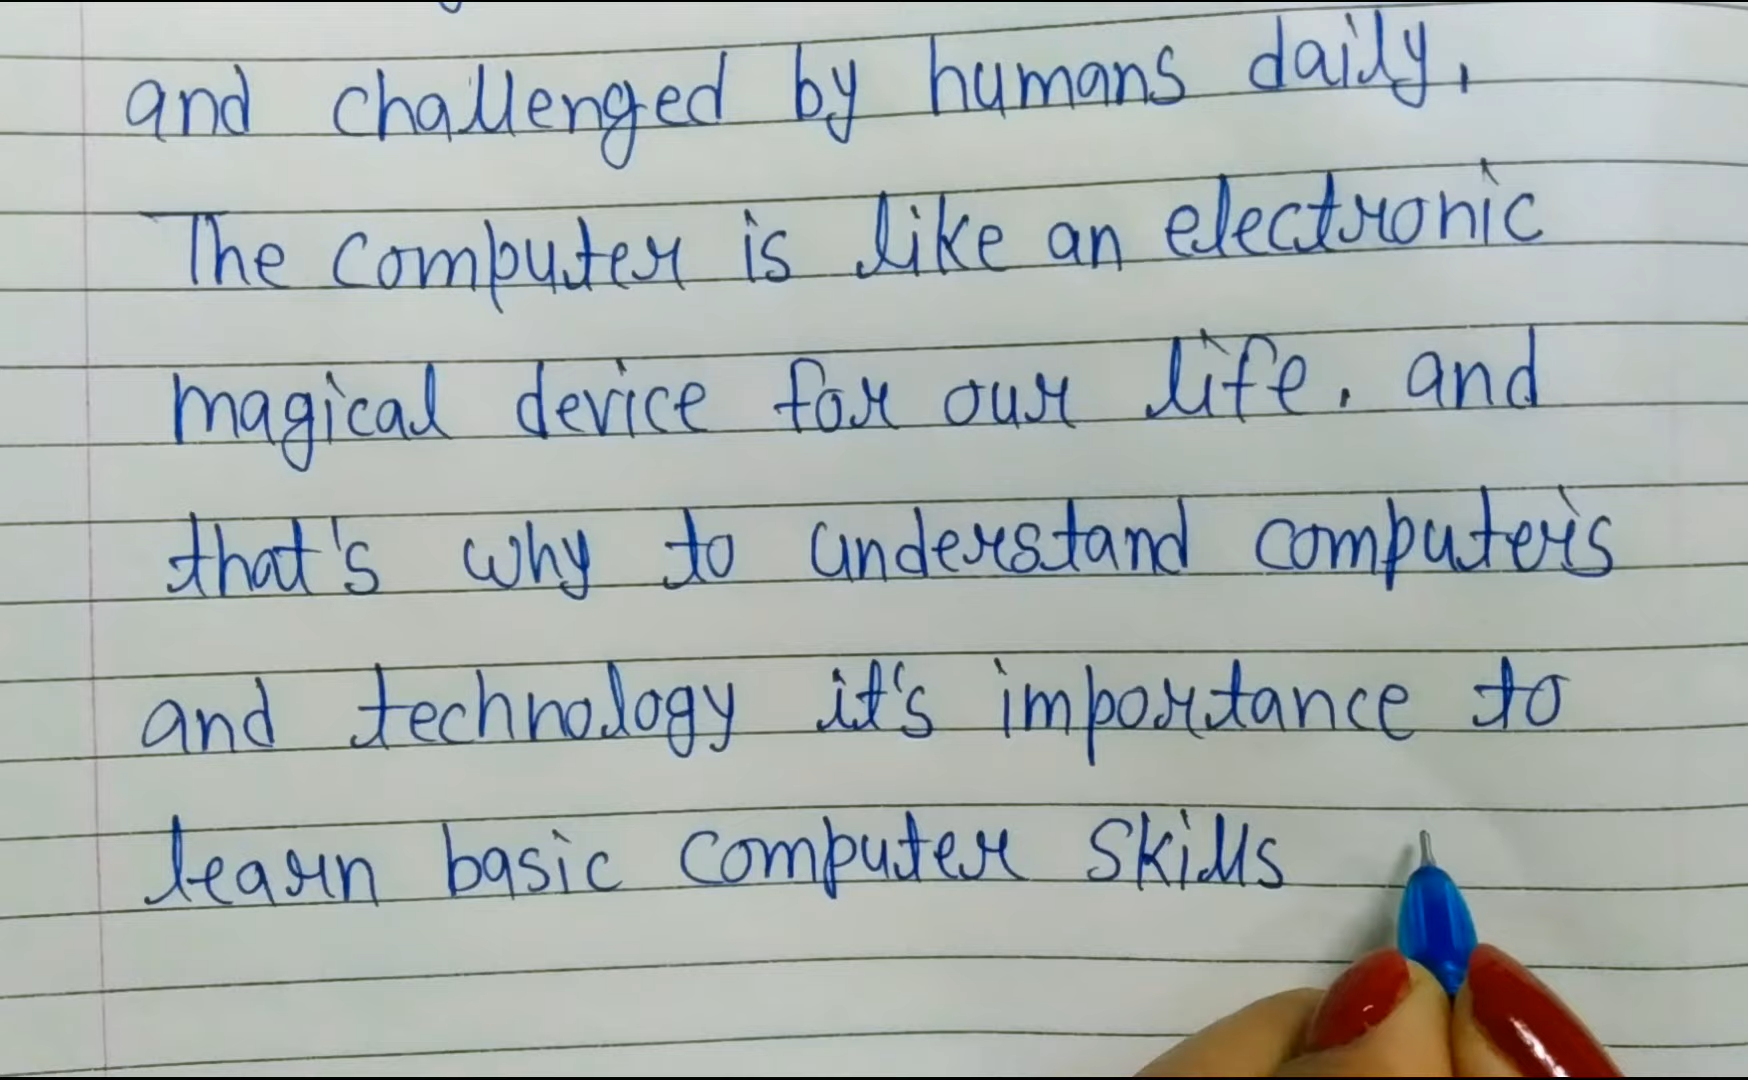 and challenged by humans daily,
The computer is like an electronic
magical device for our life. and
that's why to understand computer's
and technology it's importance to
learn basic computer skills